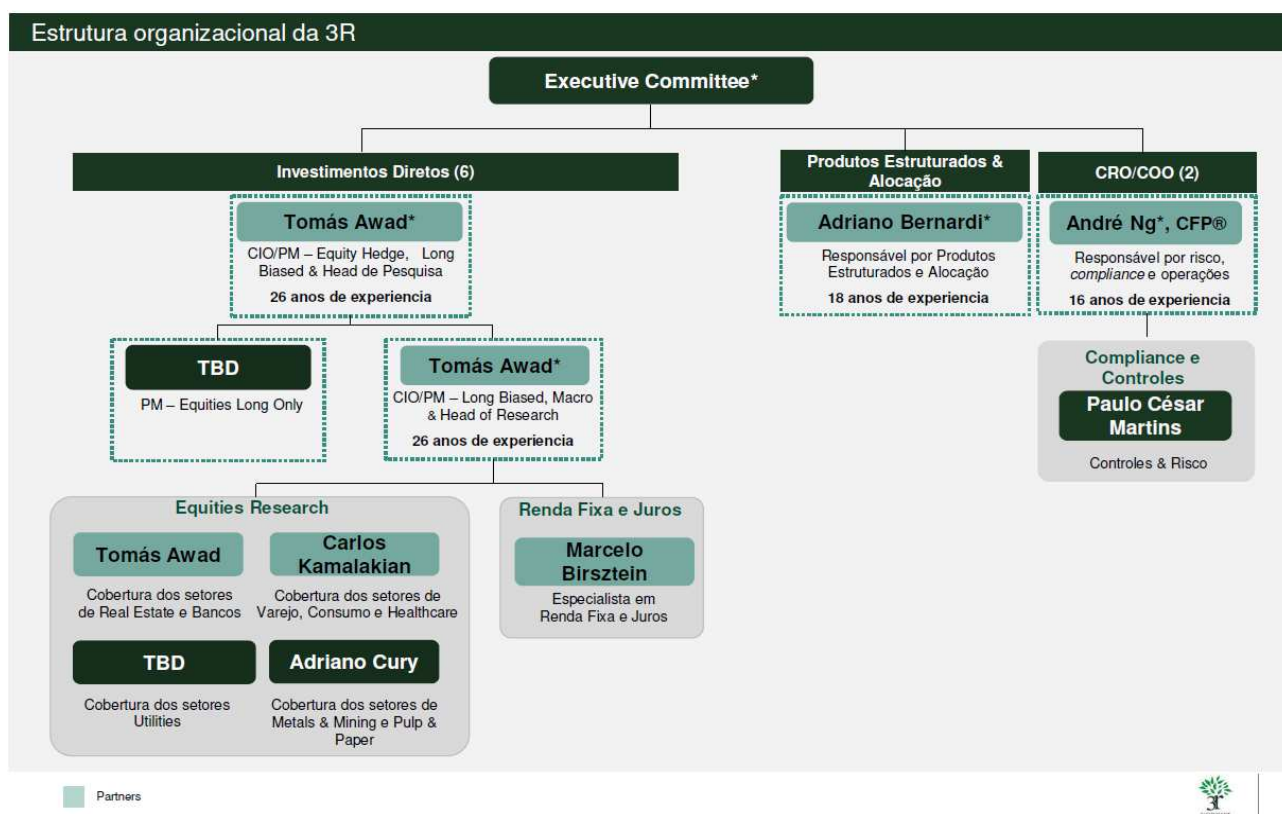 Estrutura organizacional da 3R
Executive Committee*
Investimentos Diretos (6)
Tomás Awad*
CIO/PM – Equity Hedge, Long
Biased & Head de Pesquisa
26 anos de experiencia
TBD
PM – Equities Long Only
Tomás Awad*
CIO/PM – Long Biased, Macro
& Head of Research
26 anos de experiencia
Equities Research
Tomás Awad
Cobertura dos setores
de Real Estate e Bancos
Carlos
Kamalakian
Cobertura dos setores de
Varejo, Consumo e Healthcare
TBD
Cobertura dos setores
Utilities
Adriano Cury
Cobertura dos setores de
Metals & Mining e Pulp &
Paper
Renda Fixa e Juros
Marcelo
Birsztein
Especialista em
Renda Fixa e Juros
Produtos Estruturados &
Alocação
Adriano Bernardi*
Responsável por Produtos
Estruturados e Alocação
18 anos de experiencia
CRO/COO (2)
André Ng*, CFP®
Responsável por risco,
compliance e operações
16 anos de experiencia
Compliance e
Controles
Paulo César
Martins
Controles & Risco
Partners
3r